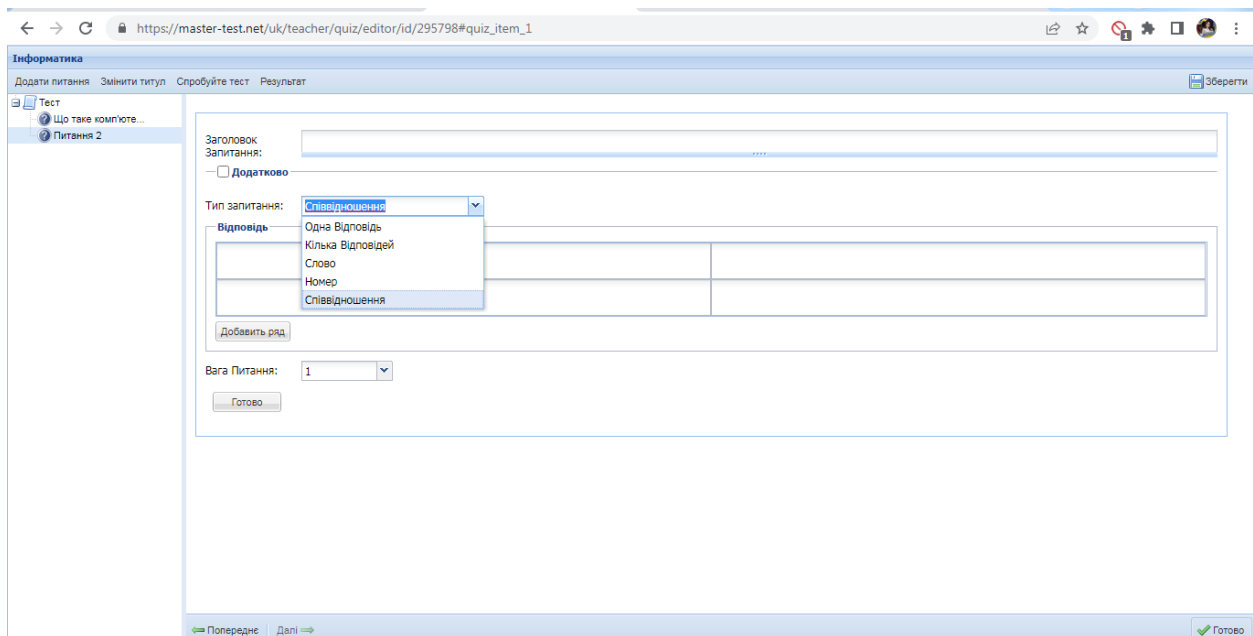 https://master-test.net/uk/teacher/quiz/editor/id/295798#quiz_item_1
1
Інформатика
Додати питання Змінити титул Спробуйте тест Результат Зберегти
Тест
Що таке комп'юте...
Питання 2
Заголовок
Запитання:
Додатково
Тип запитання: Співвідношення
Відповідь
Одна Відповідь
Кілька Відповідей
Слово
Номер
Співвідношення
Добавить ряд
Вага Питання: 1
Готово
Попереднє Далі Готово